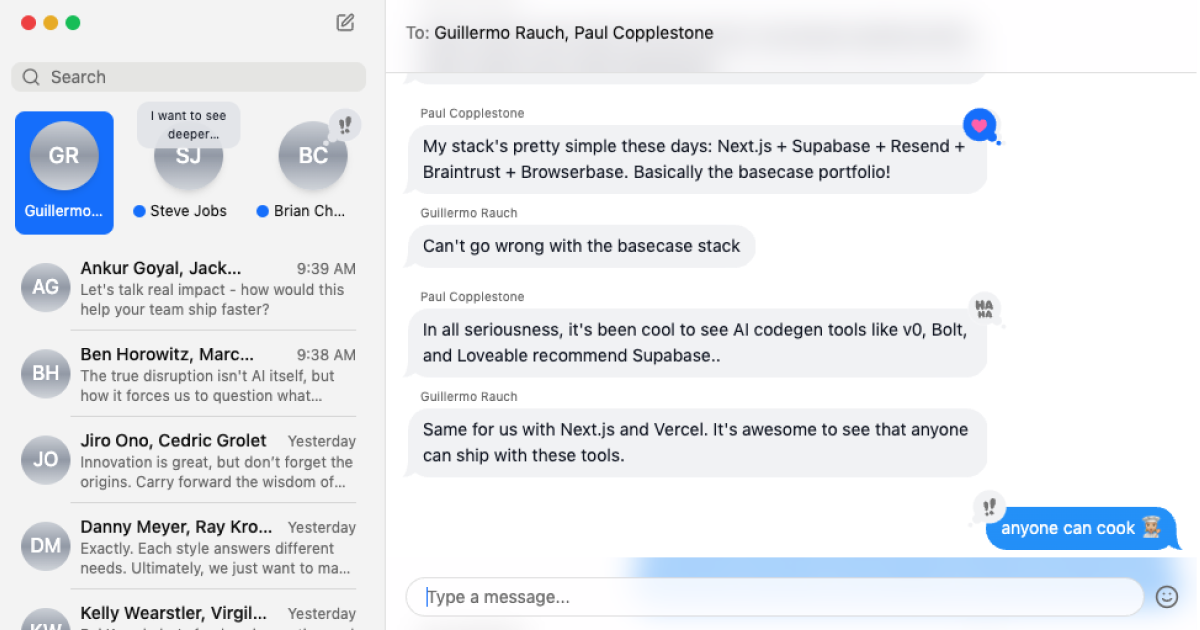 Search
GR
Guillermo...
I want to see
deeper...
SJ
Steve Jobs
!!
BC
Brian Ch...
AG
Ankur Goyal, Jack...
9:39 AM
Let's talk real impact - how would this
help your team ship faster?
BH
Ben Horowitz, Marc...
9:38 AM
The true disruption isn't AI itself, but
how it forces us to question what...
JO
Jiro Ono, Cedric Grolet
Yesterday
Innovation is great, but don't forget the
origins. Carry forward the wisdom of...
DM
Danny Meyer, Ray Kro...
Yesterday
Exactly. Each style answers different
needs. Ultimately, we just want to ma...
KW
Kelly Wearstler, Virgil...
Yesterday
To: Guillermo Rauch, Paul Copplestone
Paul Copplestone
My stack's pretty simple these days: Next.js + Supabase + Resend +
Braintrust + Browserbase. Basically the basecase portfolio!
Guillermo Rauch
Can't go wrong with the basecase stack
Paul Copplestone
HA
HA
In all seriousness, it's been cool to see AI codegen tools like v0, Bolt,
and Loveable recommend Supabase..
Guillermo Rauch
Same for us with Next.js and Vercel. It's awesome to see that anyone
can ship with these tools.
!!
anyone can cook 👨🏼‍🍳
Type a message...